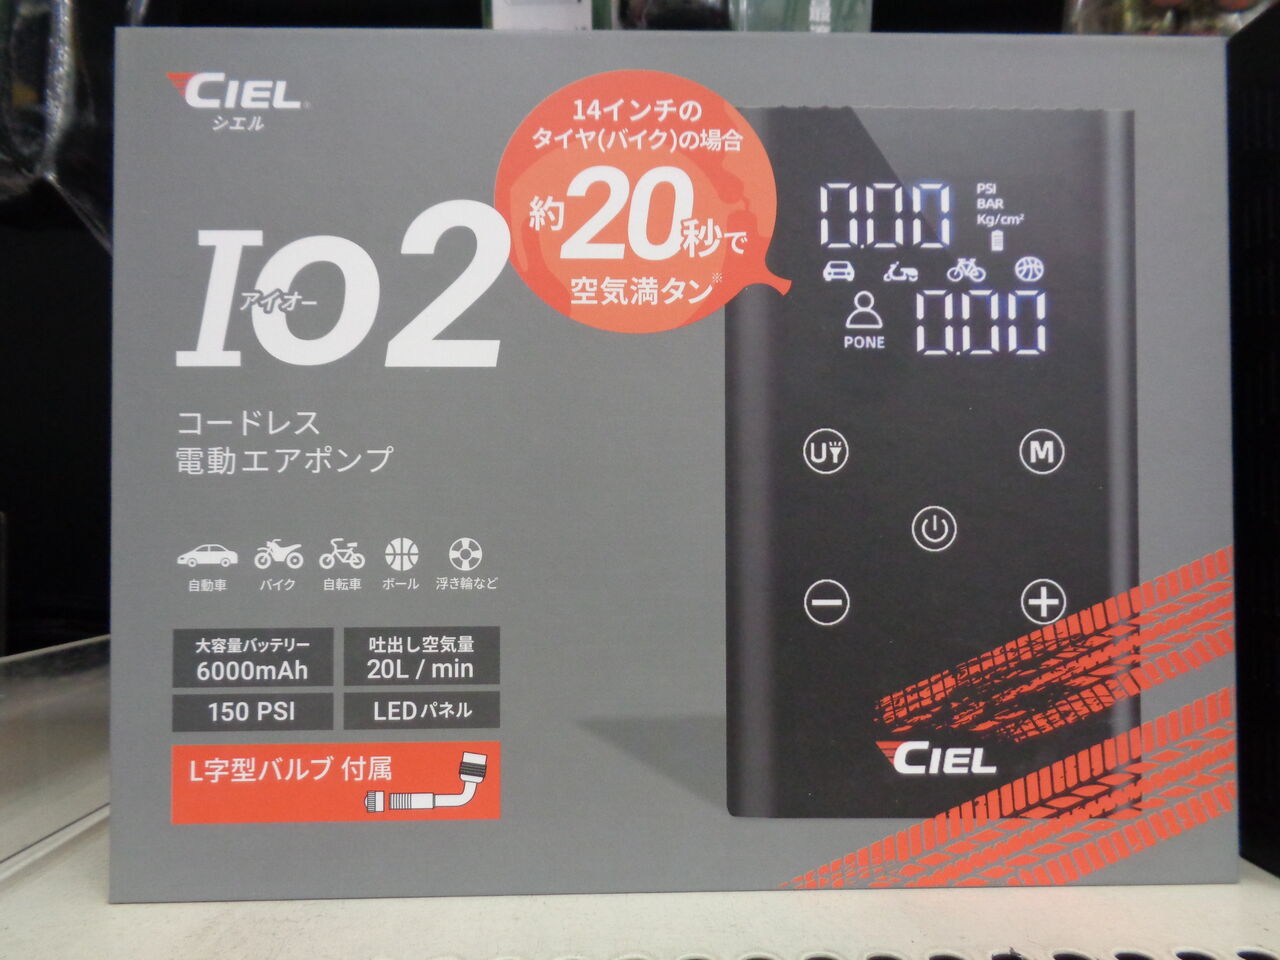 CIEL
シエル
Io2
アイオー
14インチの
タイヤ(バイク)の場合
約20秒で
空気満タン※
コードレス
電動エアポンプ
自動車 バイク 自転車 ボール 浮き輪など
大容量バッテリー
6000mAh
吐出し空気量
20L / min
150 PSI
LEDパネル
L字型バルブ 付属
0.00
PSI
BAR
Kg/cm²
PONE
0.00
U
M
CIEL